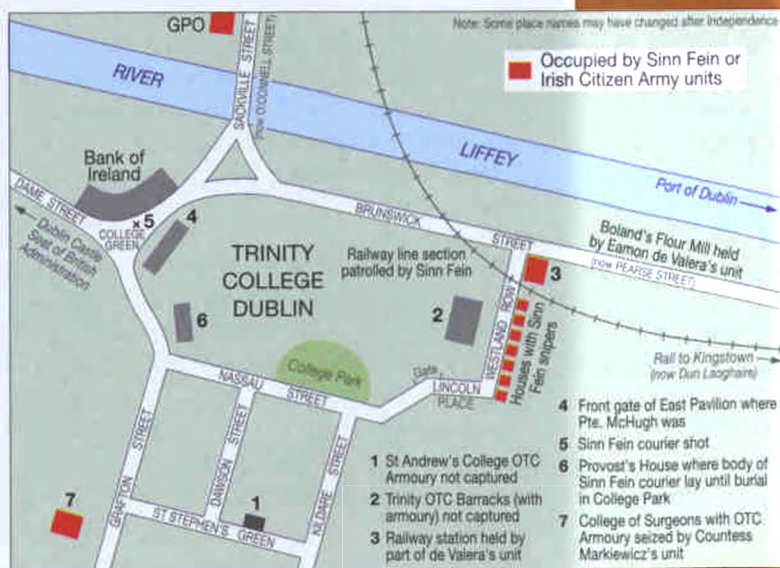 GPO
Note: Some place names may have changed after Independence
SACKVILLE STREET
(now O'CONNELL STREET)
Occupied by Sinn Fein or
Irish Citizen Army units
RIVER
LIFFEY
Port of Dublin
Bank of
Ireland
DAME STREET
x 5
COLLEGE
GREEN
4
Dublin Castle
Seat of British
Administration
BRUNSWICK
STREET
(now PEARSE STREET)
Boland's Flour Mill held
by Eamon de Valera's unit
TRINITY
COLLEGE
DUBLIN
Railway line section
patrolled by Sinn Fein
3
2
6
WESTLAND ROW
Houses with Sinn
Fein snipers
Rail to Kingstown
(now Dun Laoghaire)
College Park
Gate
LINCOLN
PLACE
NASSAU
STREET
GRAFTON STREET
DAWSON STREET
KILDARE STREET
ST STEPHEN'S GREEN
7
1
1 St Andrew's College OTC
Armoury not captured
2 Trinity OTC Barracks (with
armoury) not captured
3 Railway station held by
part of de Valera's unit
4 Front gate of East Pavilion where
Pte. McHugh was
5 Sinn Fein courier shot
6 Provost's House where body of
Sinn Fein courier lay until burial
in College Park
7 College of Surgeons with OTC
Armoury seized by Countess
Markiewicz's unit